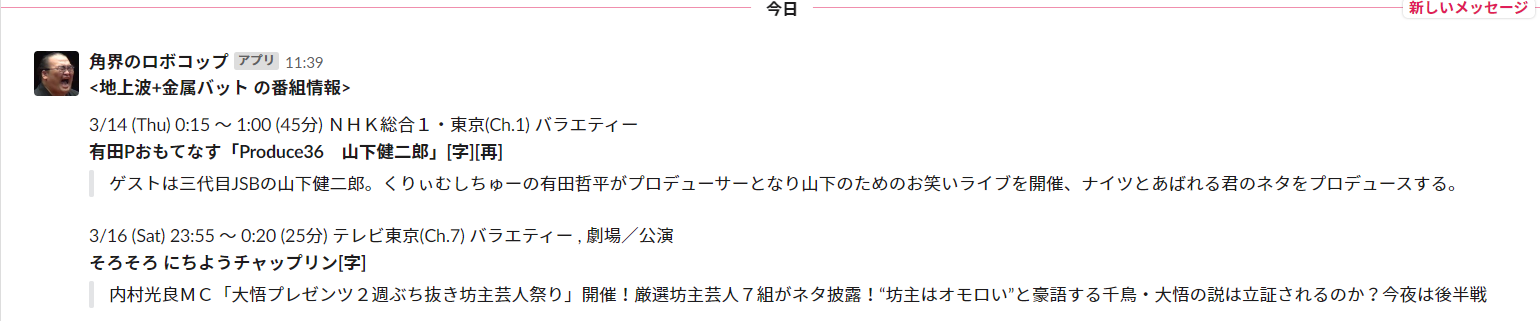 今日
新しいメッセージ
角界のロボコップ アプリ 11:39
<地上波+金属バット の番組情報>
3/14 (Thu) 0:15 ～ 1:00 (45分) ＮＨＫ総合１・東京(Ch.1) バラエティー
有田Pおもてなす「Produce36　山下健二郎」[字][再]
ゲストは三代目JSBの山下健二郎。くりぃむしちゅーの有田哲平がプロデューサーとなり山下のためのお笑いライブを開催、ナイツとあばれる君のネタをプロデュースする。
3/16 (Sat) 23:55 ～ 0:20 (25分) テレビ東京(Ch.7) バラエティー , 劇場／公演
そろそろ にちようチャップリン[字]
内村光良ＭＣ「大悟プレゼンツ２週ぶち抜き坊主芸人祭り」開催！厳選坊主芸人７組がネタ披露！“坊主はオモロい”と豪語する千鳥・大悟の説は立証されるのか？今夜は後半戦